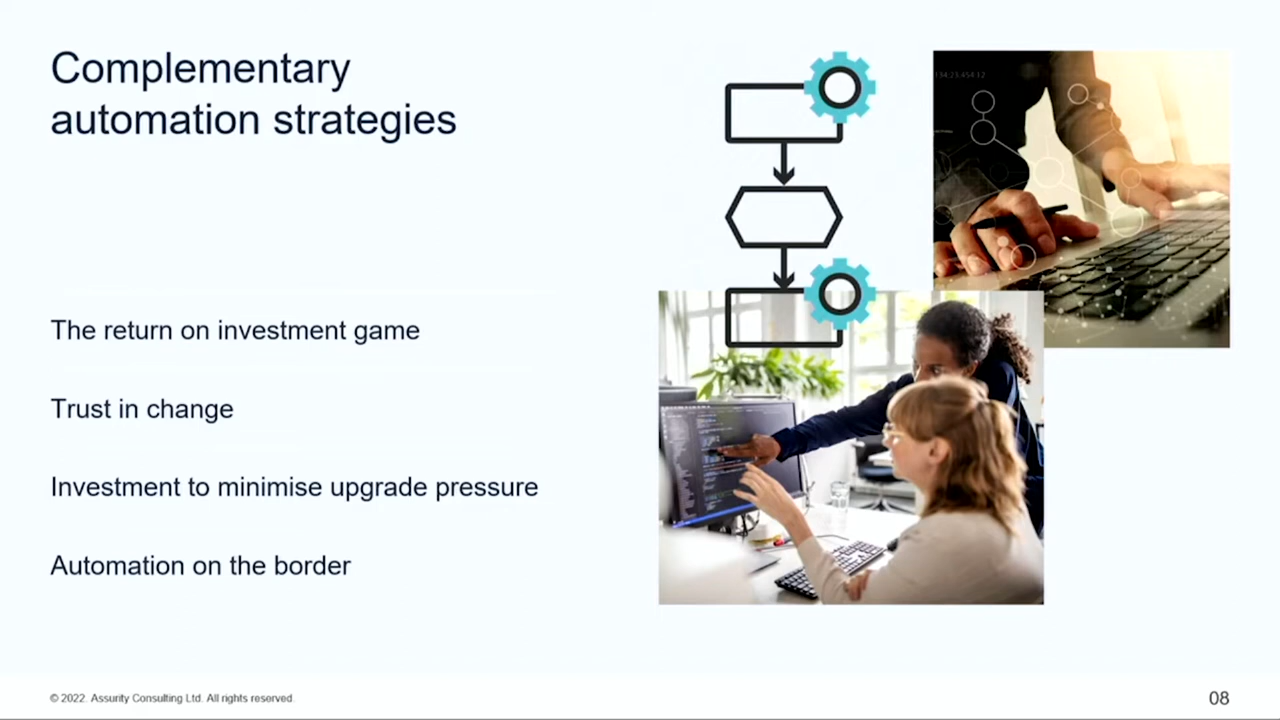 Complementary
automation strategies
The return on investment game
Trust in change
Investment to minimise upgrade pressure
Automation on the border
© 2022. Assurity Consulting Ltd. All rights reserved.
08